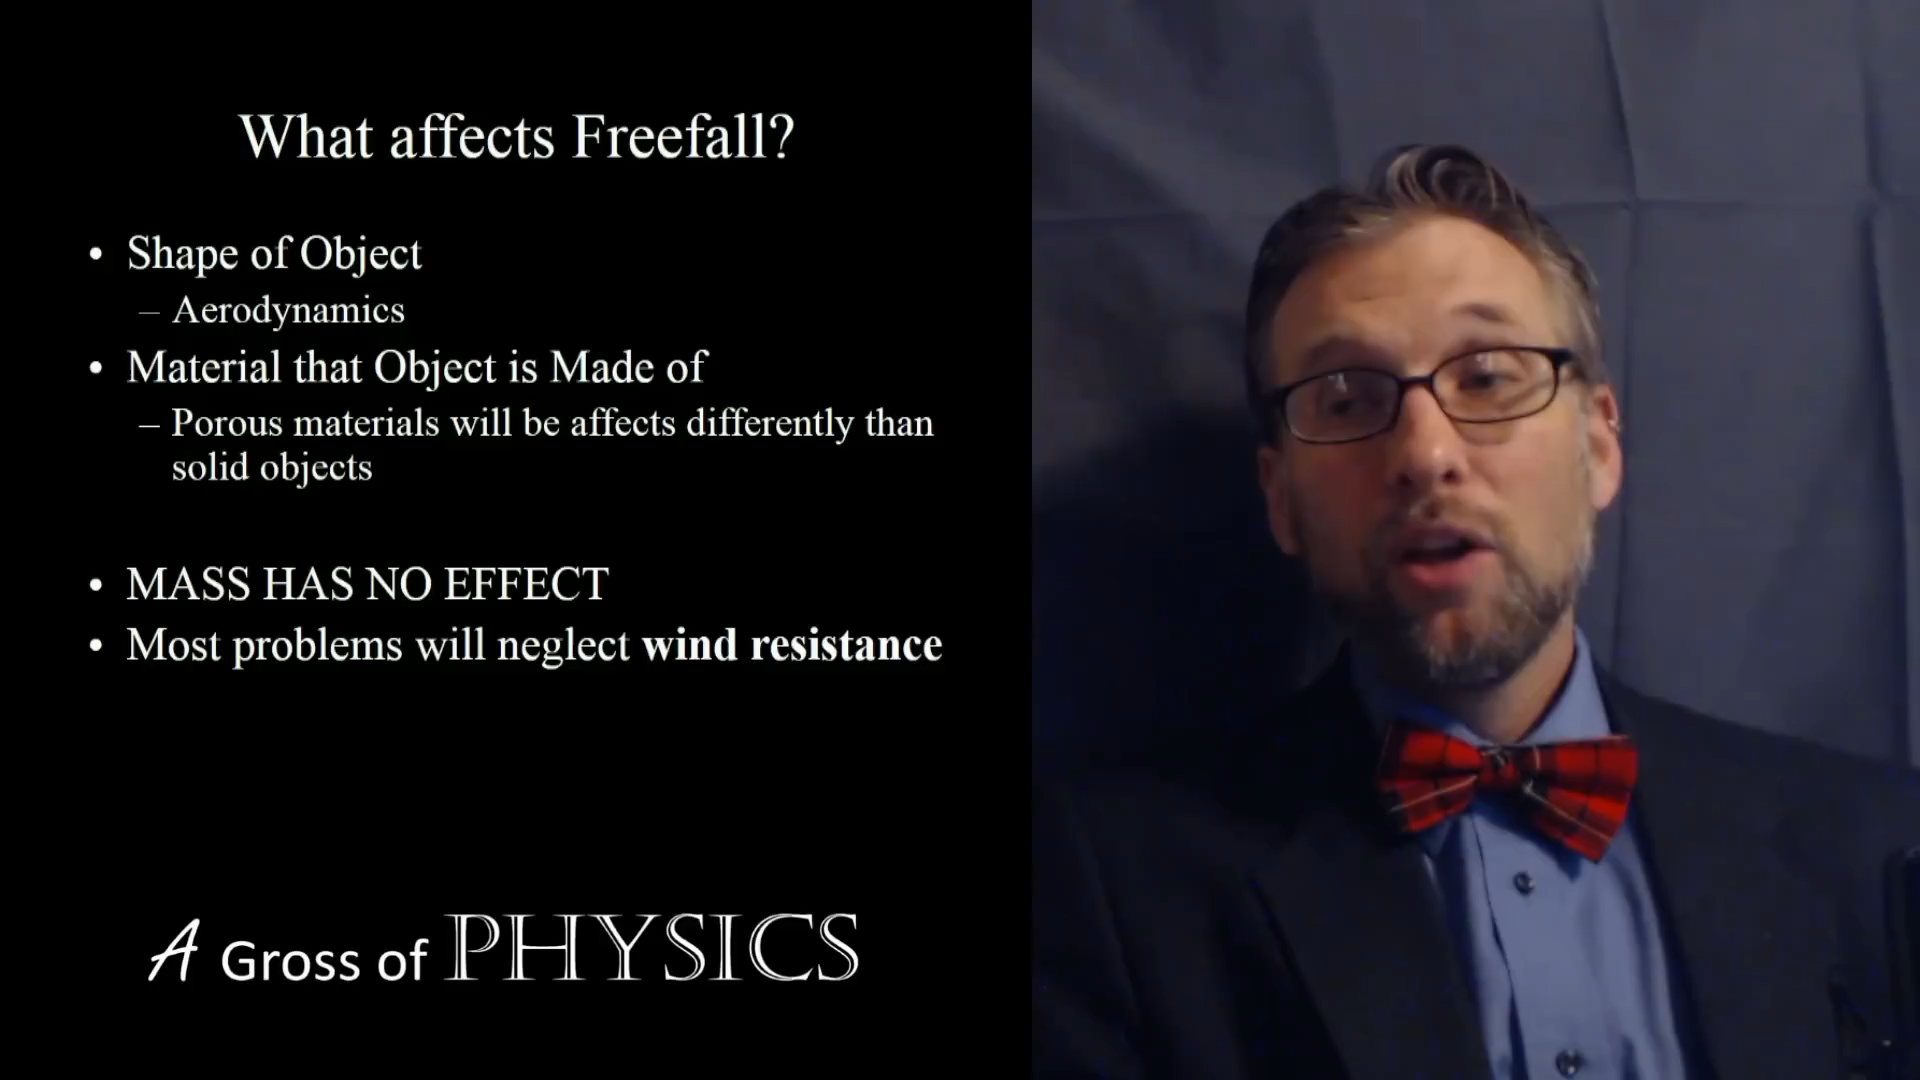 What affects Freefall?
• Shape of Object
– Aerodynamics
• Material that Object is Made of
– Porous materials will be affects differently than
solid objects
• MASS HAS NO EFFECT
• Most problems will neglect wind resistance
A Gross of PHYSICS